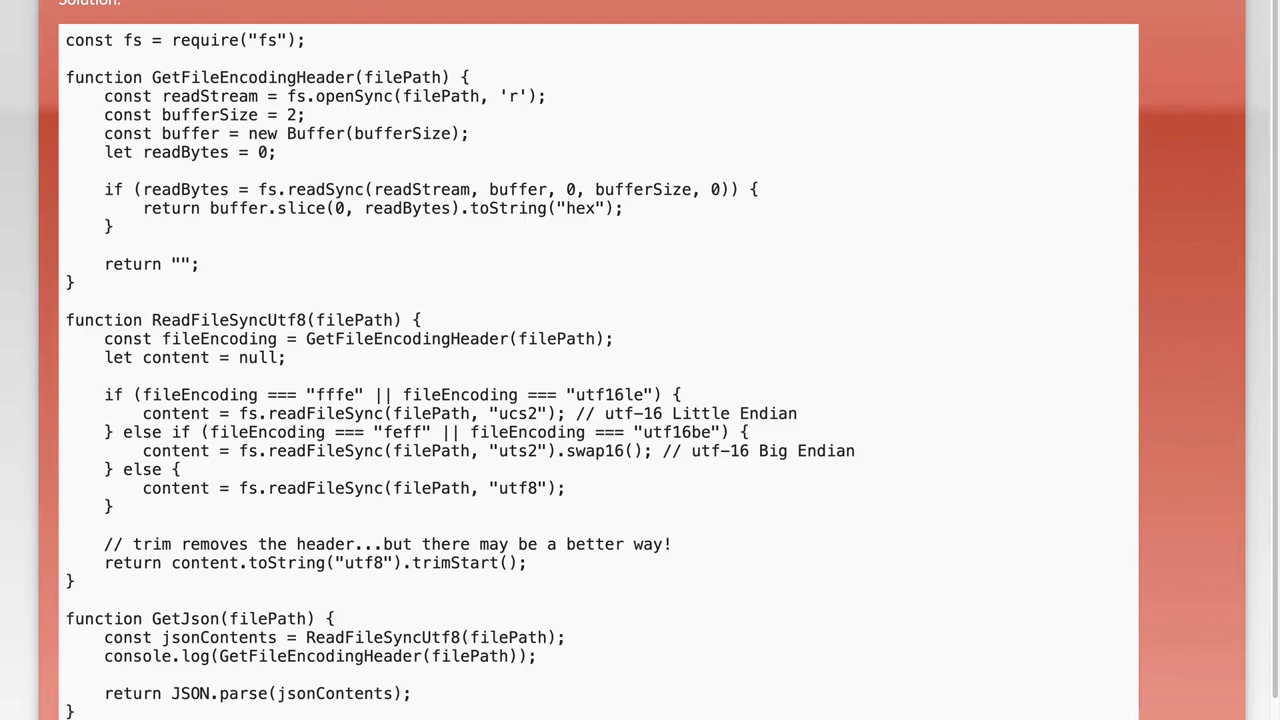 Solution:
const fs = require("fs");
function GetFileEncodingHeader(filePath) {
const readStream = fs.openSync(filePath, 'r');
const bufferSize = 2;
const buffer = new Buffer(bufferSize);
let readBytes = 0;
if (readBytes = fs.readSync(readStream, buffer, 0, bufferSize, 0)) {
return buffer.slice(0, readBytes).toString("hex");
}
return "";
}
function ReadFileSyncUtf8(filePath) {
const fileEncoding = GetFileEncodingHeader(filePath);
let content = null;
if (fileEncoding === "fffe" || fileEncoding === "utf16le") {
content = fs.readFileSync(filePath, "ucs2"); // utf-16 Little Endian
} else if (fileEncoding === "feff" || fileEncoding === "utf16be") {
content = fs.readFileSync(filePath, "uts2").swap16(); // utf-16 Big Endian
} else {
content = fs.readFileSync(filePath, "utf8");
}
// trim removes the header...but there may be a better way!
return content.toString("utf8").trimStart();
}
function GetJson(filePath) {
const jsonContents = ReadFileSyncUtf8(filePath);
console.log(GetFileEncodingHeader(filePath));
return JSON.parse(jsonContents);
}